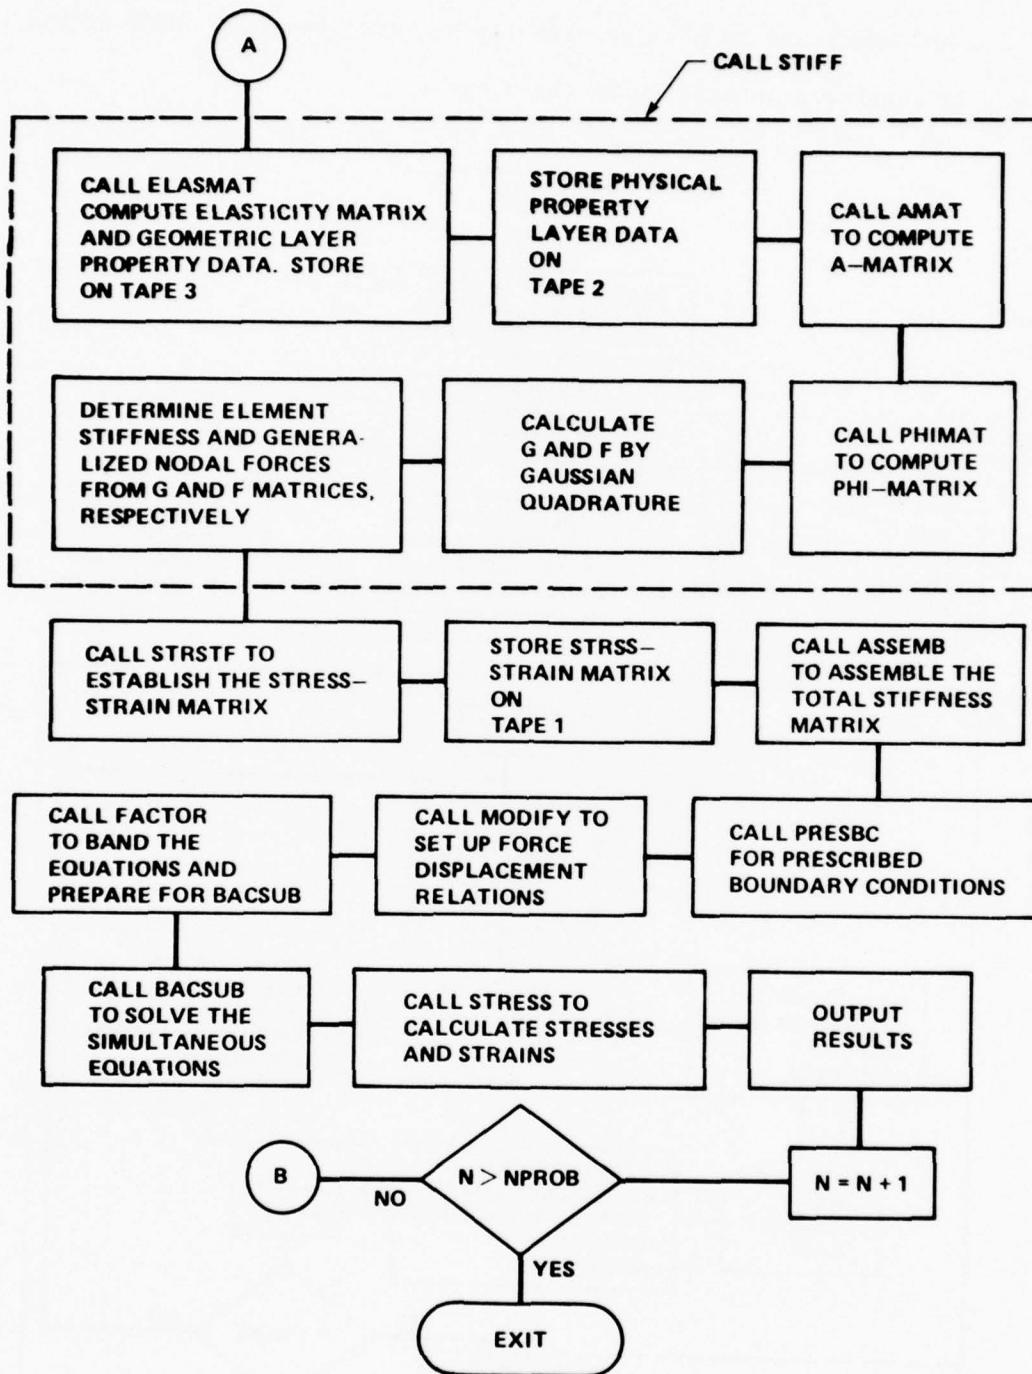 A
CALL STIFF
CALL ELASMAT
COMPUTE ELASTICITY MATRIX
AND GEOMETRIC LAYER
PROPERTY DATA. STORE
ON TAPE 3
STORE PHYSICAL
PROPERTY
LAYER DATA
ON
TAPE 2
CALL AMAT
TO COMPUTE
A–MATRIX
DETERMINE ELEMENT
STIFFNESS AND GENERA-
LIZED NODAL FORCES
FROM G AND F MATRICES,
RESPECTIVELY
CALCULATE
G AND F BY
GAUSSIAN
QUADRATURE
CALL PHIMAT
TO COMPUTE
PHI–MATRIX
CALL STRSTF TO
ESTABLISH THE STRESS–
STRAIN MATRIX
STORE STRSS–
STRAIN MATRIX
ON
TAPE 1
CALL ASSEMB
TO ASSEMBLE THE
TOTAL STIFFNESS
MATRIX
CALL FACTOR
TO BAND THE
EQUATIONS AND
PREPARE FOR BACSUB
CALL MODIFY TO
SET UP FORCE
DISPLACEMENT
RELATIONS
CALL PRESBC
FOR PRESCRIBED
BOUNDARY CONDITIONS
CALL BACSUB
TO SOLVE THE
SIMULTANEOUS
EQUATIONS
CALL STRESS TO
CALCULATE STRESSES
AND STRAINS
OUTPUT
RESULTS
B
NO
N > NPROB
N = N + 1
YES
EXIT